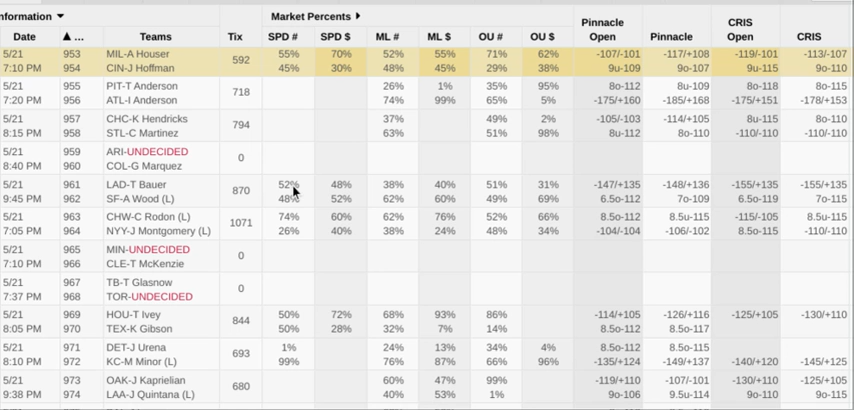 nformation ▼ Market Percents ▶ Pinnacle CRIS
Date ▲ ... Teams Tix SPD # SPD $ ML # ML $ OU # OU $ Open Pinnacle Open CRIS
5/21 953 MIL-A Houser 592 55% 70% 52% 55% 71% 62% -107/-101 -117/+108 -119/-101 -113/-107
7:10 PM 954 CIN-J Hoffman 45% 30% 48% 45% 29% 38% 9u-109 9o-107 9u-115 9o-110
5/21 955 PIT-T Anderson 718 26% 1% 35% 95% 8o-112 8u-109 8o-118 8o-115
7:20 PM 956 ATL-I Anderson 74% 99% 65% 5% -175/+160 -185/+168 -175/+151 -178/+153
5/21 957 CHC-K Hendricks 794 37% 49% 2% -105/-103 -114/+105 8u-115 8o-110
8:15 PM 958 STL-C Martinez 63% 51% 98% 8u-112 8o-110 -110/-110 -110/-110
5/21 959 ARI-UNDECIDED 0
8:40 PM 960 COL-G Marquez
5/21 961 LAD-T Bauer 870 52% 48% 38% 40% 51% 31% -147/+135 -148/+136 -155/+135 -155/+135
9:45 PM 962 SF-A Wood (L) 48% 52% 62% 60% 49% 69% 6.5o-112 7o-109 6.5o-119 7o-115
5/21 963 CHW-C Rodon (L) 1071 74% 60% 62% 76% 52% 66% 8.5o-112 8.5u-115 -115/-105 8.5u-115
7:05 PM 964 NYY-J Montgomery (L) 26% 40% 38% 24% 48% 34% -104/-104 -106/-102 8.5o-115 -110/-110
5/21 965 MIN-UNDECIDED 0
7:10 PM 966 CLE-T McKenzie
5/21 967 TB-T Glasnow 0
7:37 PM 968 TOR-UNDECIDED
5/21 969 HOU-T Ivey 844 50% 72% 68% 93% 86% -114/+105 -126/+116 -125/+105 -130/+110
8:05 PM 970 TEX-K Gibson 50% 28% 32% 7% 14% 8.5o-112 8.5o-117
5/21 971 DET-J Urena 693 1% 24% 13% 34% 4% 8.5o-112 8.5o-115
8:10 PM 972 KC-M Minor (L) 99% 76% 87% 66% 96% -135/+124 -149/+137 -140/+120 -145/+125
5/21 973 OAK-J Kaprielian 680 60% 47% 99% -119/+110 -107/-101 -130/+110 -125/+105
9:38 PM 974 LAA-J Quintana (L) 40% 53% 1% 9o-106 9.5u-114 9o-110 9o-115